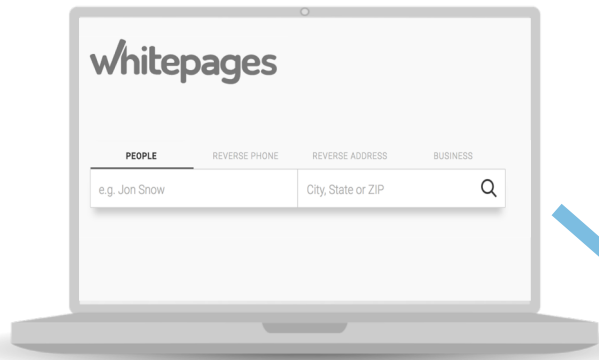 whitepages
PEOPLE REVERSE PHONE REVERSE ADDRESS BUSINESS
e.g. Jon Snow City, State or ZIP